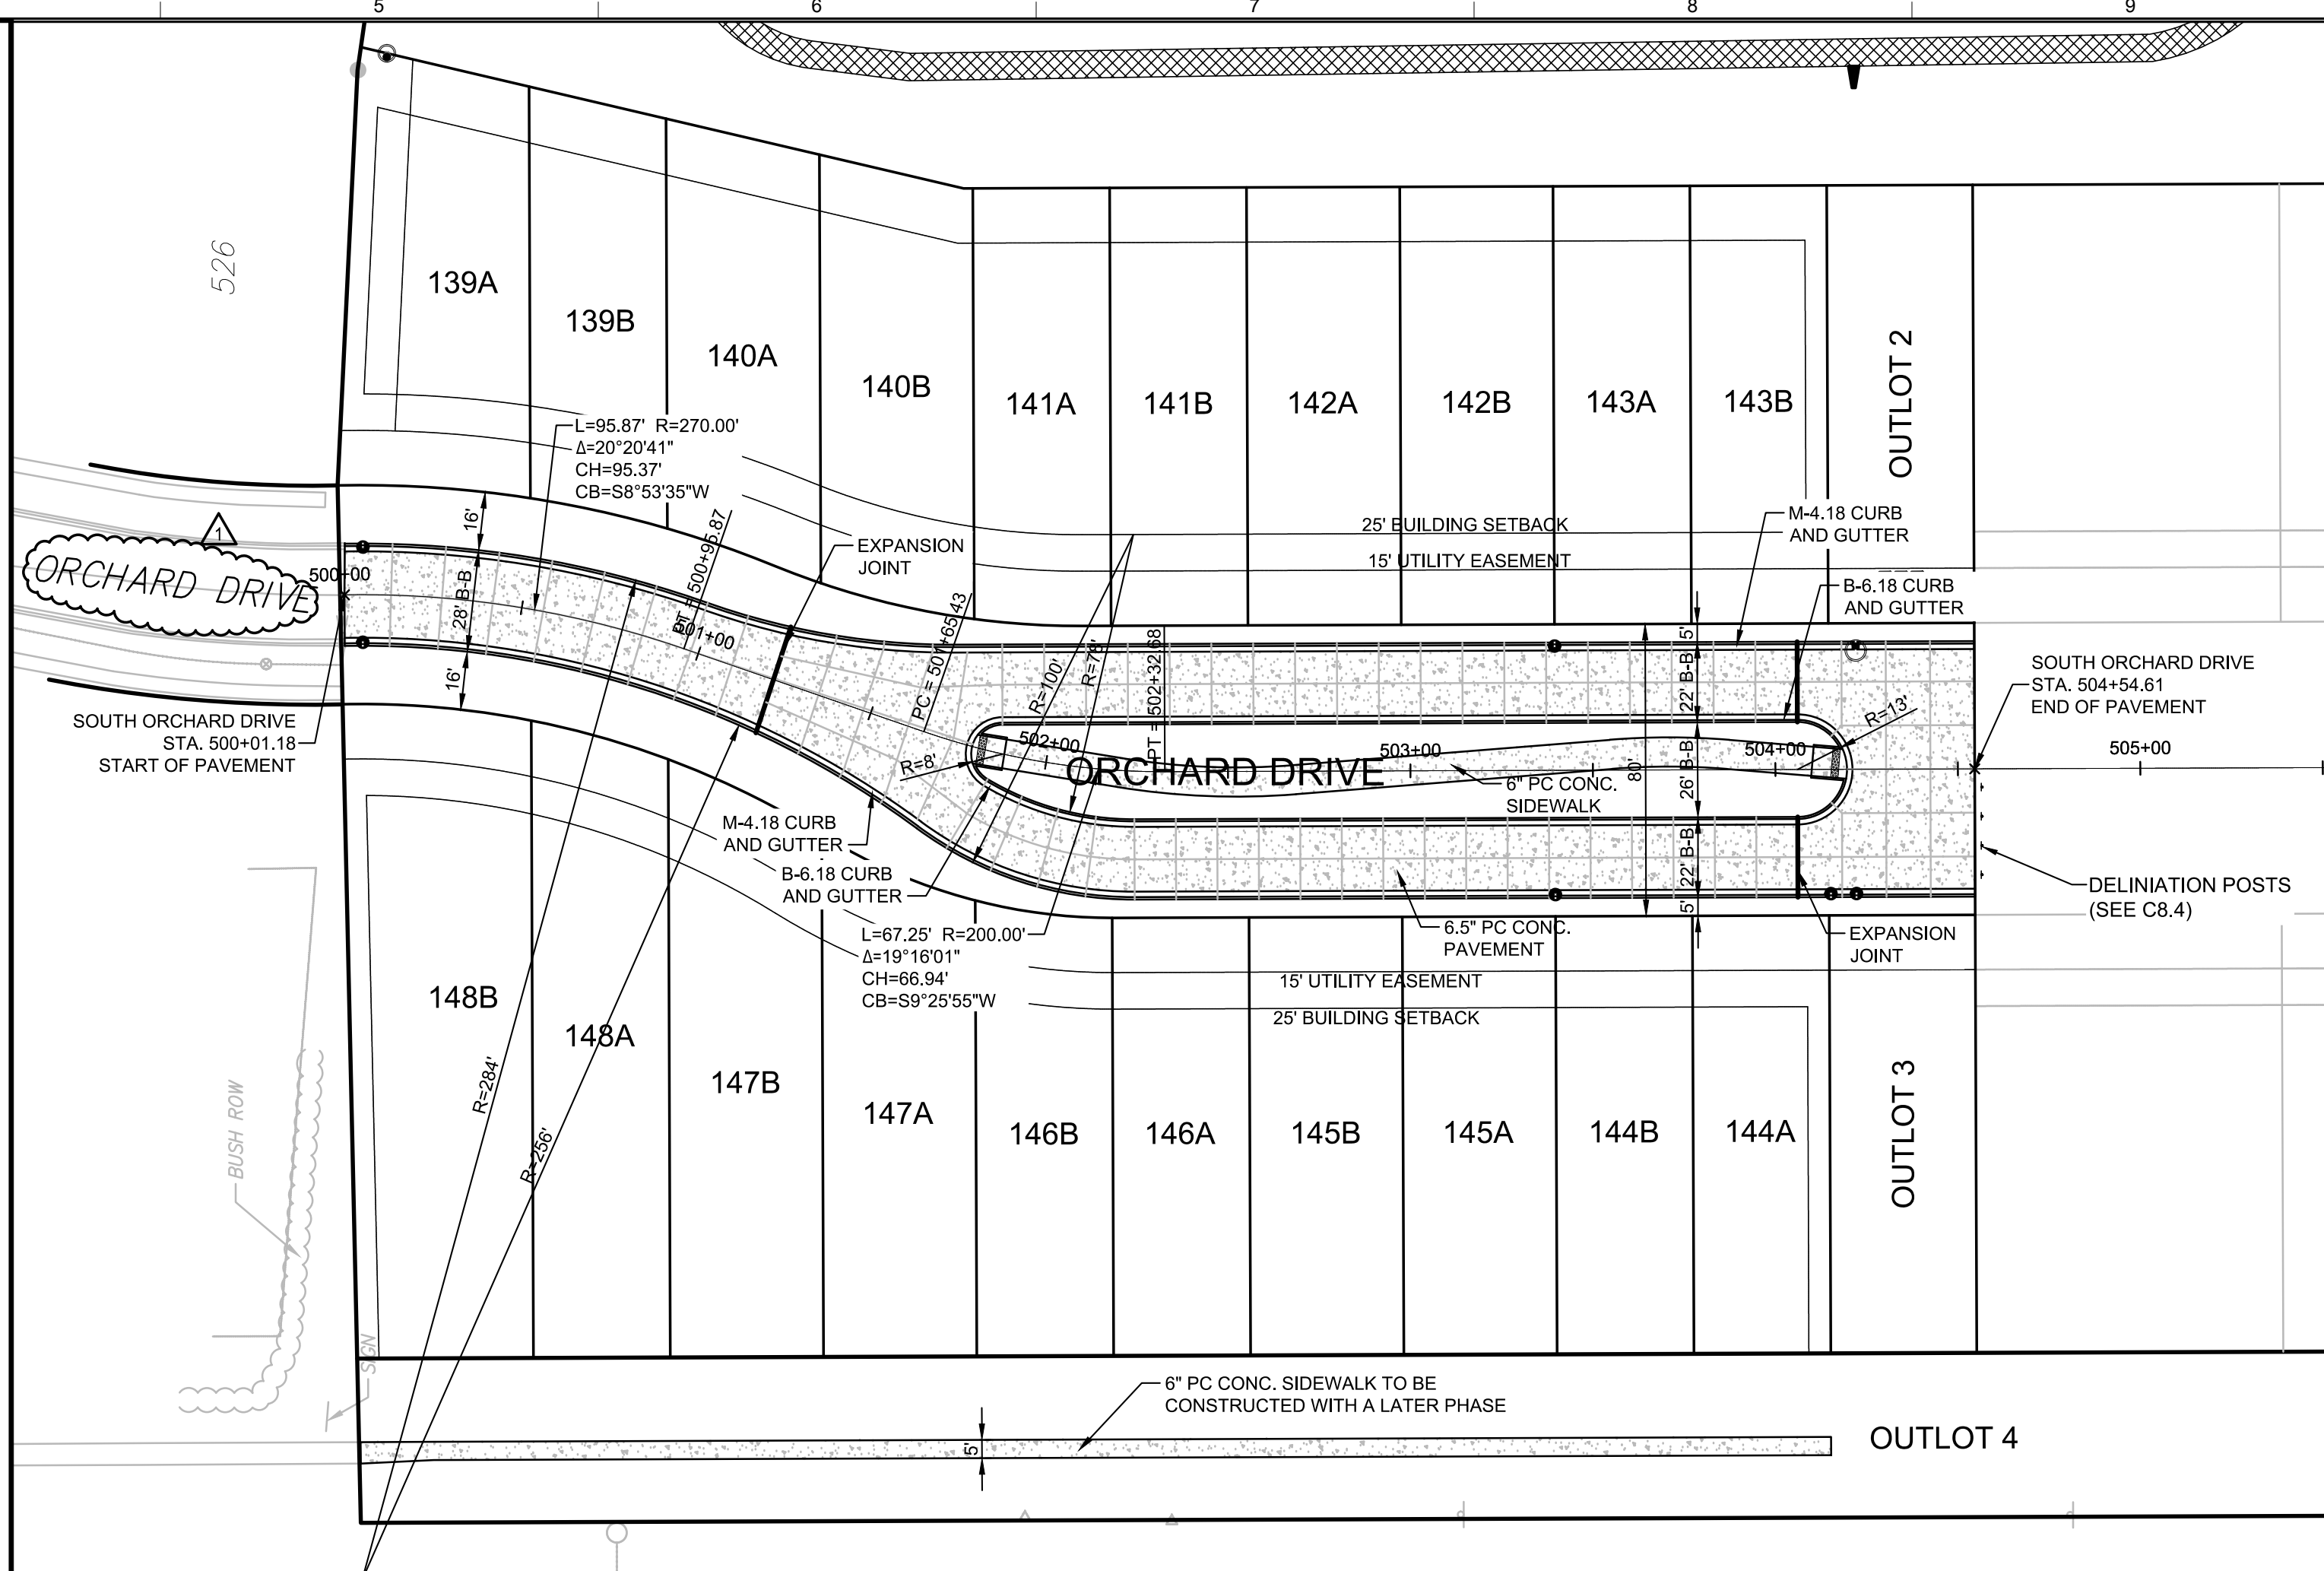 5
6
7
8
9
526
139A
139B
140A
140B
141A
141B
142A
142B
143A
143B
OUTLOT 2
L=95.87' R=270.00'
Δ=20°20'41"
CH=95.37'
CB=S8°53'35"W
16'
28' B-B
16'
1
ORCHARD DRIVE
500+00
PT = 500+95.87
501+00
EXPANSION
JOINT
PC = 501+65.43
25' BUILDING SETBACK
15' UTILITY EASEMENT
M-4.18 CURB
AND GUTTER
B-6.18 CURB
AND GUTTER
5'
22' B-B
26' B-B
22' B-B
5'
80'
R=100'
R=78'
PT = 502+32.68
R=13'
R=8'
502+00
503+00
504+00
505+00
ORCHARD DRIVE
6" PC CONC.
SIDEWALK
SOUTH ORCHARD DRIVE
STA. 504+54.61
END OF PAVEMENT
SOUTH ORCHARD DRIVE
STA. 500+01.18
START OF PAVEMENT
M-4.18 CURB
AND GUTTER
B-6.18 CURB
AND GUTTER
L=67.25' R=200.00'
Δ=19°16'01"
CH=66.94'
CB=S9°25'55"W
6.5" PC CONC.
PAVEMENT
15' UTILITY EASEMENT
25' BUILDING SETBACK
EXPANSION
JOINT
DELINIATION POSTS
(SEE C8.4)
148B
148A
147B
147A
146B
146A
145B
145A
144B
144A
OUTLOT 3
R=284'
R=256'
BUSH ROW
SIGN
6" PC CONC. SIDEWALK TO BE
CONSTRUCTED WITH A LATER PHASE
5'
OUTLOT 4